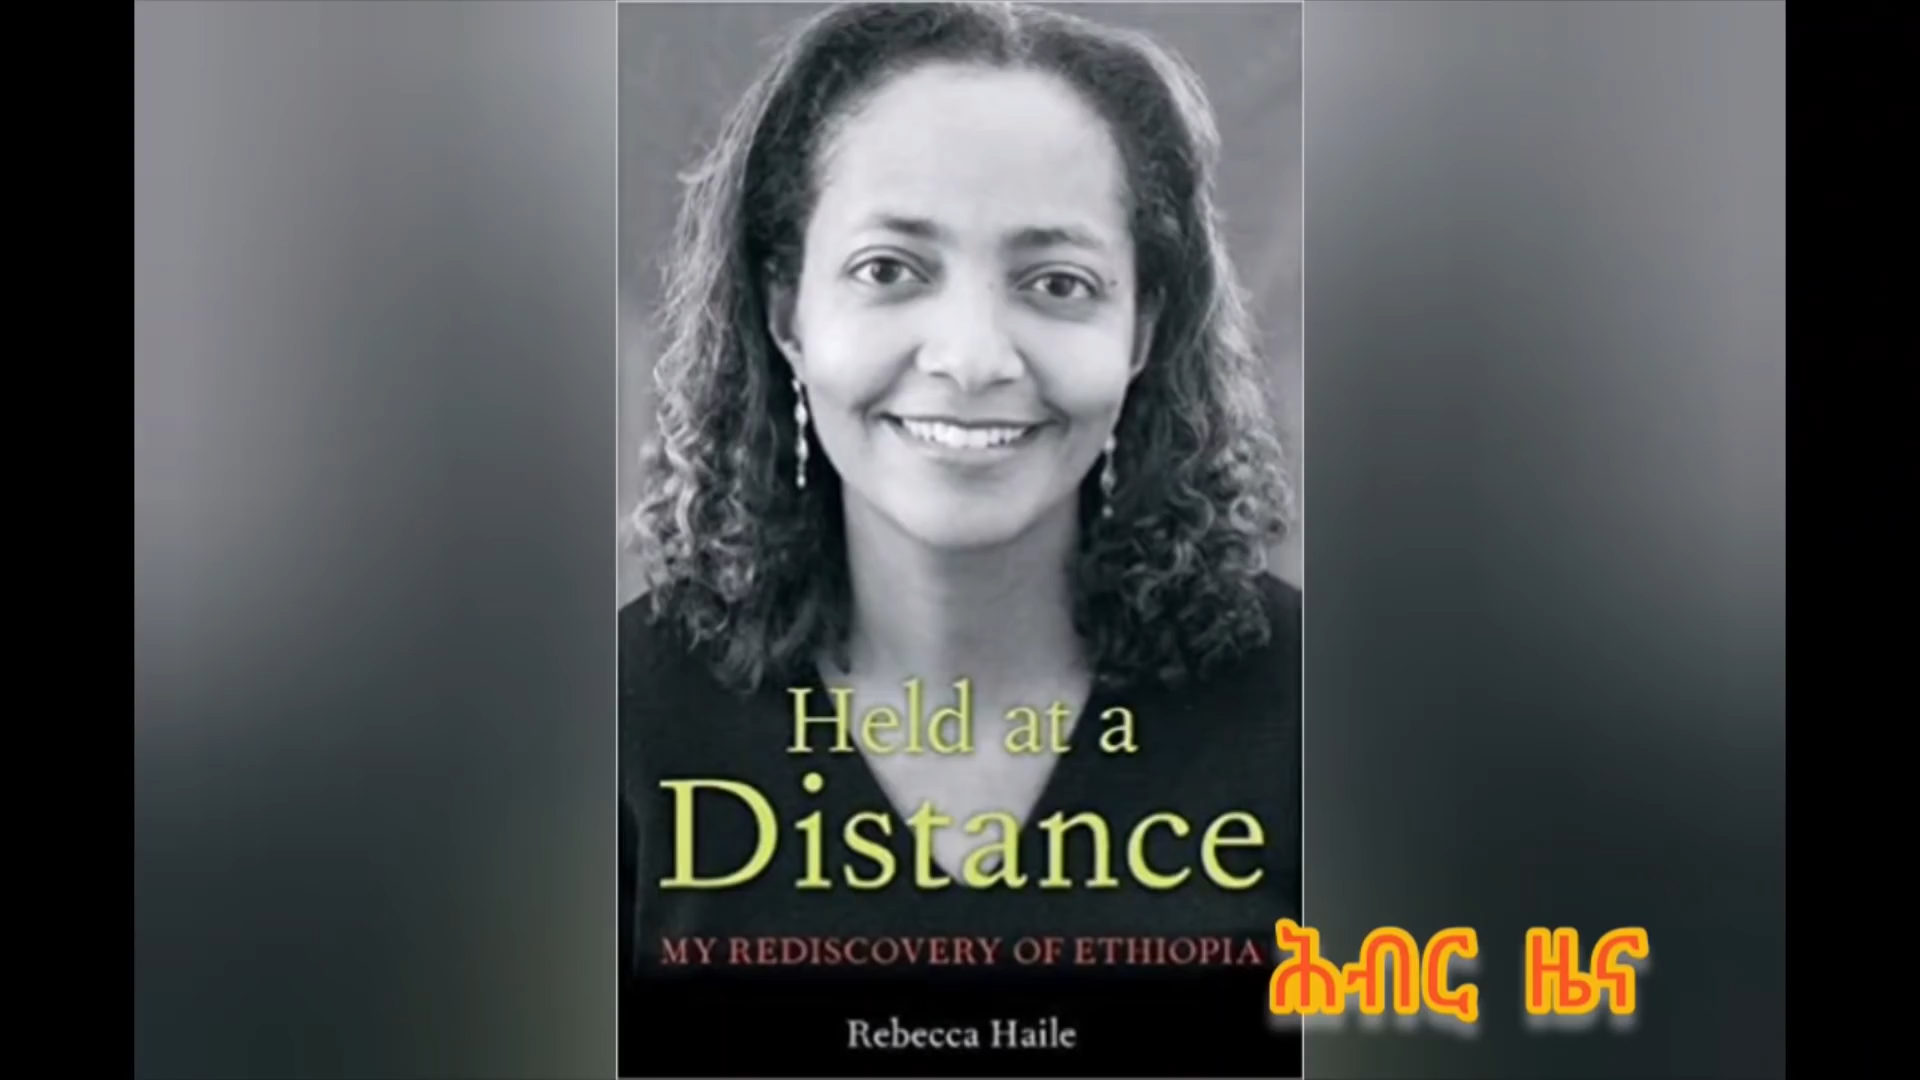 Held at a
Distance
MY REDISCOVERY OF ETHIOPIA
Rebecca Haile
ሕብር ዜና